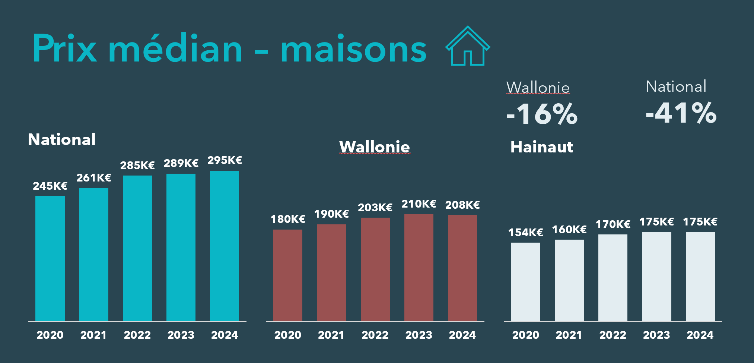 Prix médian – maisons
Wallonie National
-16% -41%
National
245K€ 261K€ 285K€ 289K€ 295K€
2020 2021 2022 2023 2024
Wallonie
180K€ 190K€ 203K€ 210K€ 208K€
2020 2021 2022 2023 2024
Hainaut
154K€ 160K€ 170K€ 175K€ 175K€
2020 2021 2022 2023 2024